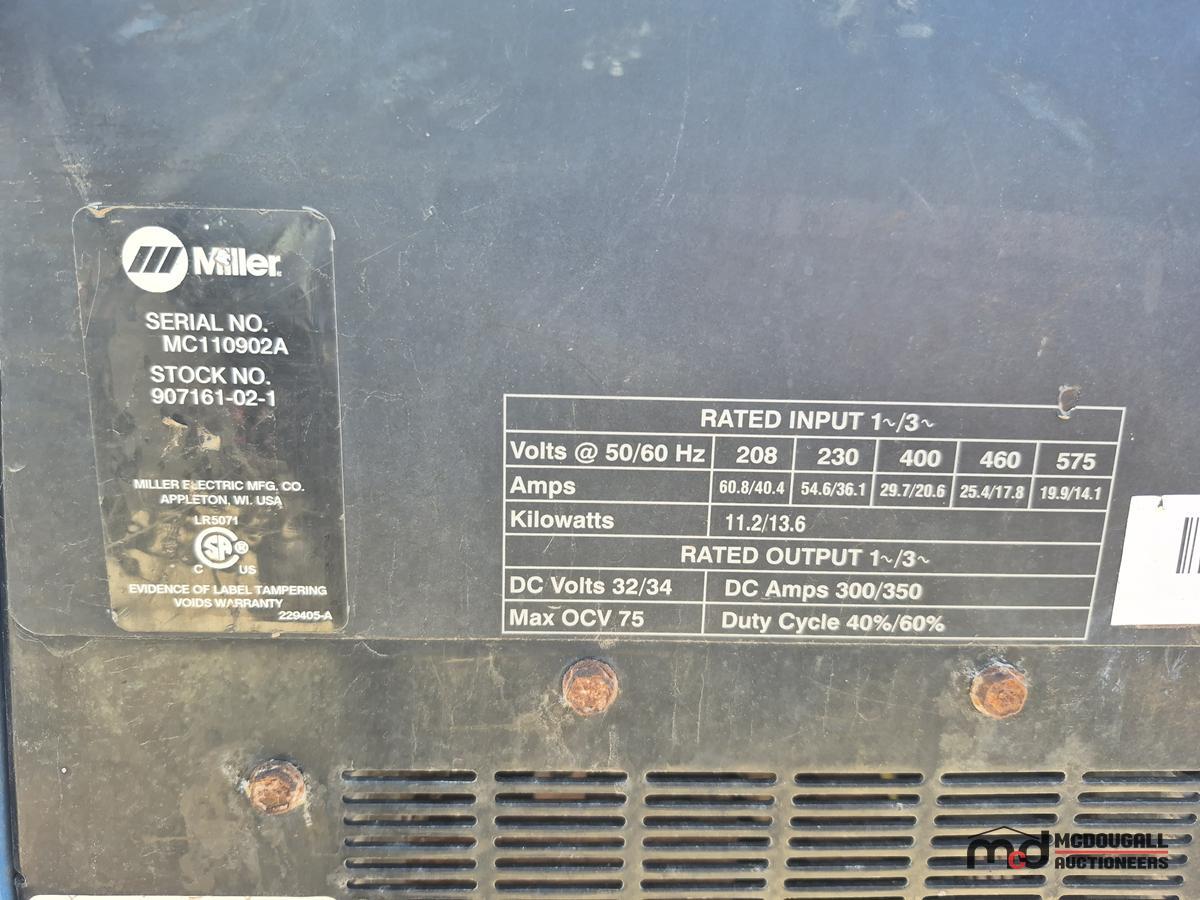 Miller
SERIAL NO.
MC110902A
STOCK NO.
907161-02-1
MILLER ELECTRIC MFG. CO.
APPLETON, WI. USA
LR5071
SA ®
C US
EVIDENCE OF LABEL TAMPERING
VOIDS WARRANTY
229405-A
RATED INPUT 1~/3~
Volts @ 50/60 Hz 208 230 400 460 575
Amps 60.8/40.4 54.6/36.1 29.7/20.6 25.4/17.8 19.9/14.1
Kilowatts 11.2/13.6
RATED OUTPUT 1~/3~
DC Volts 32/34 DC Amps 300/350
Max OCV 75 Duty Cycle 40%/60%
mcd MCDOUGALL
AUCTIONEERS